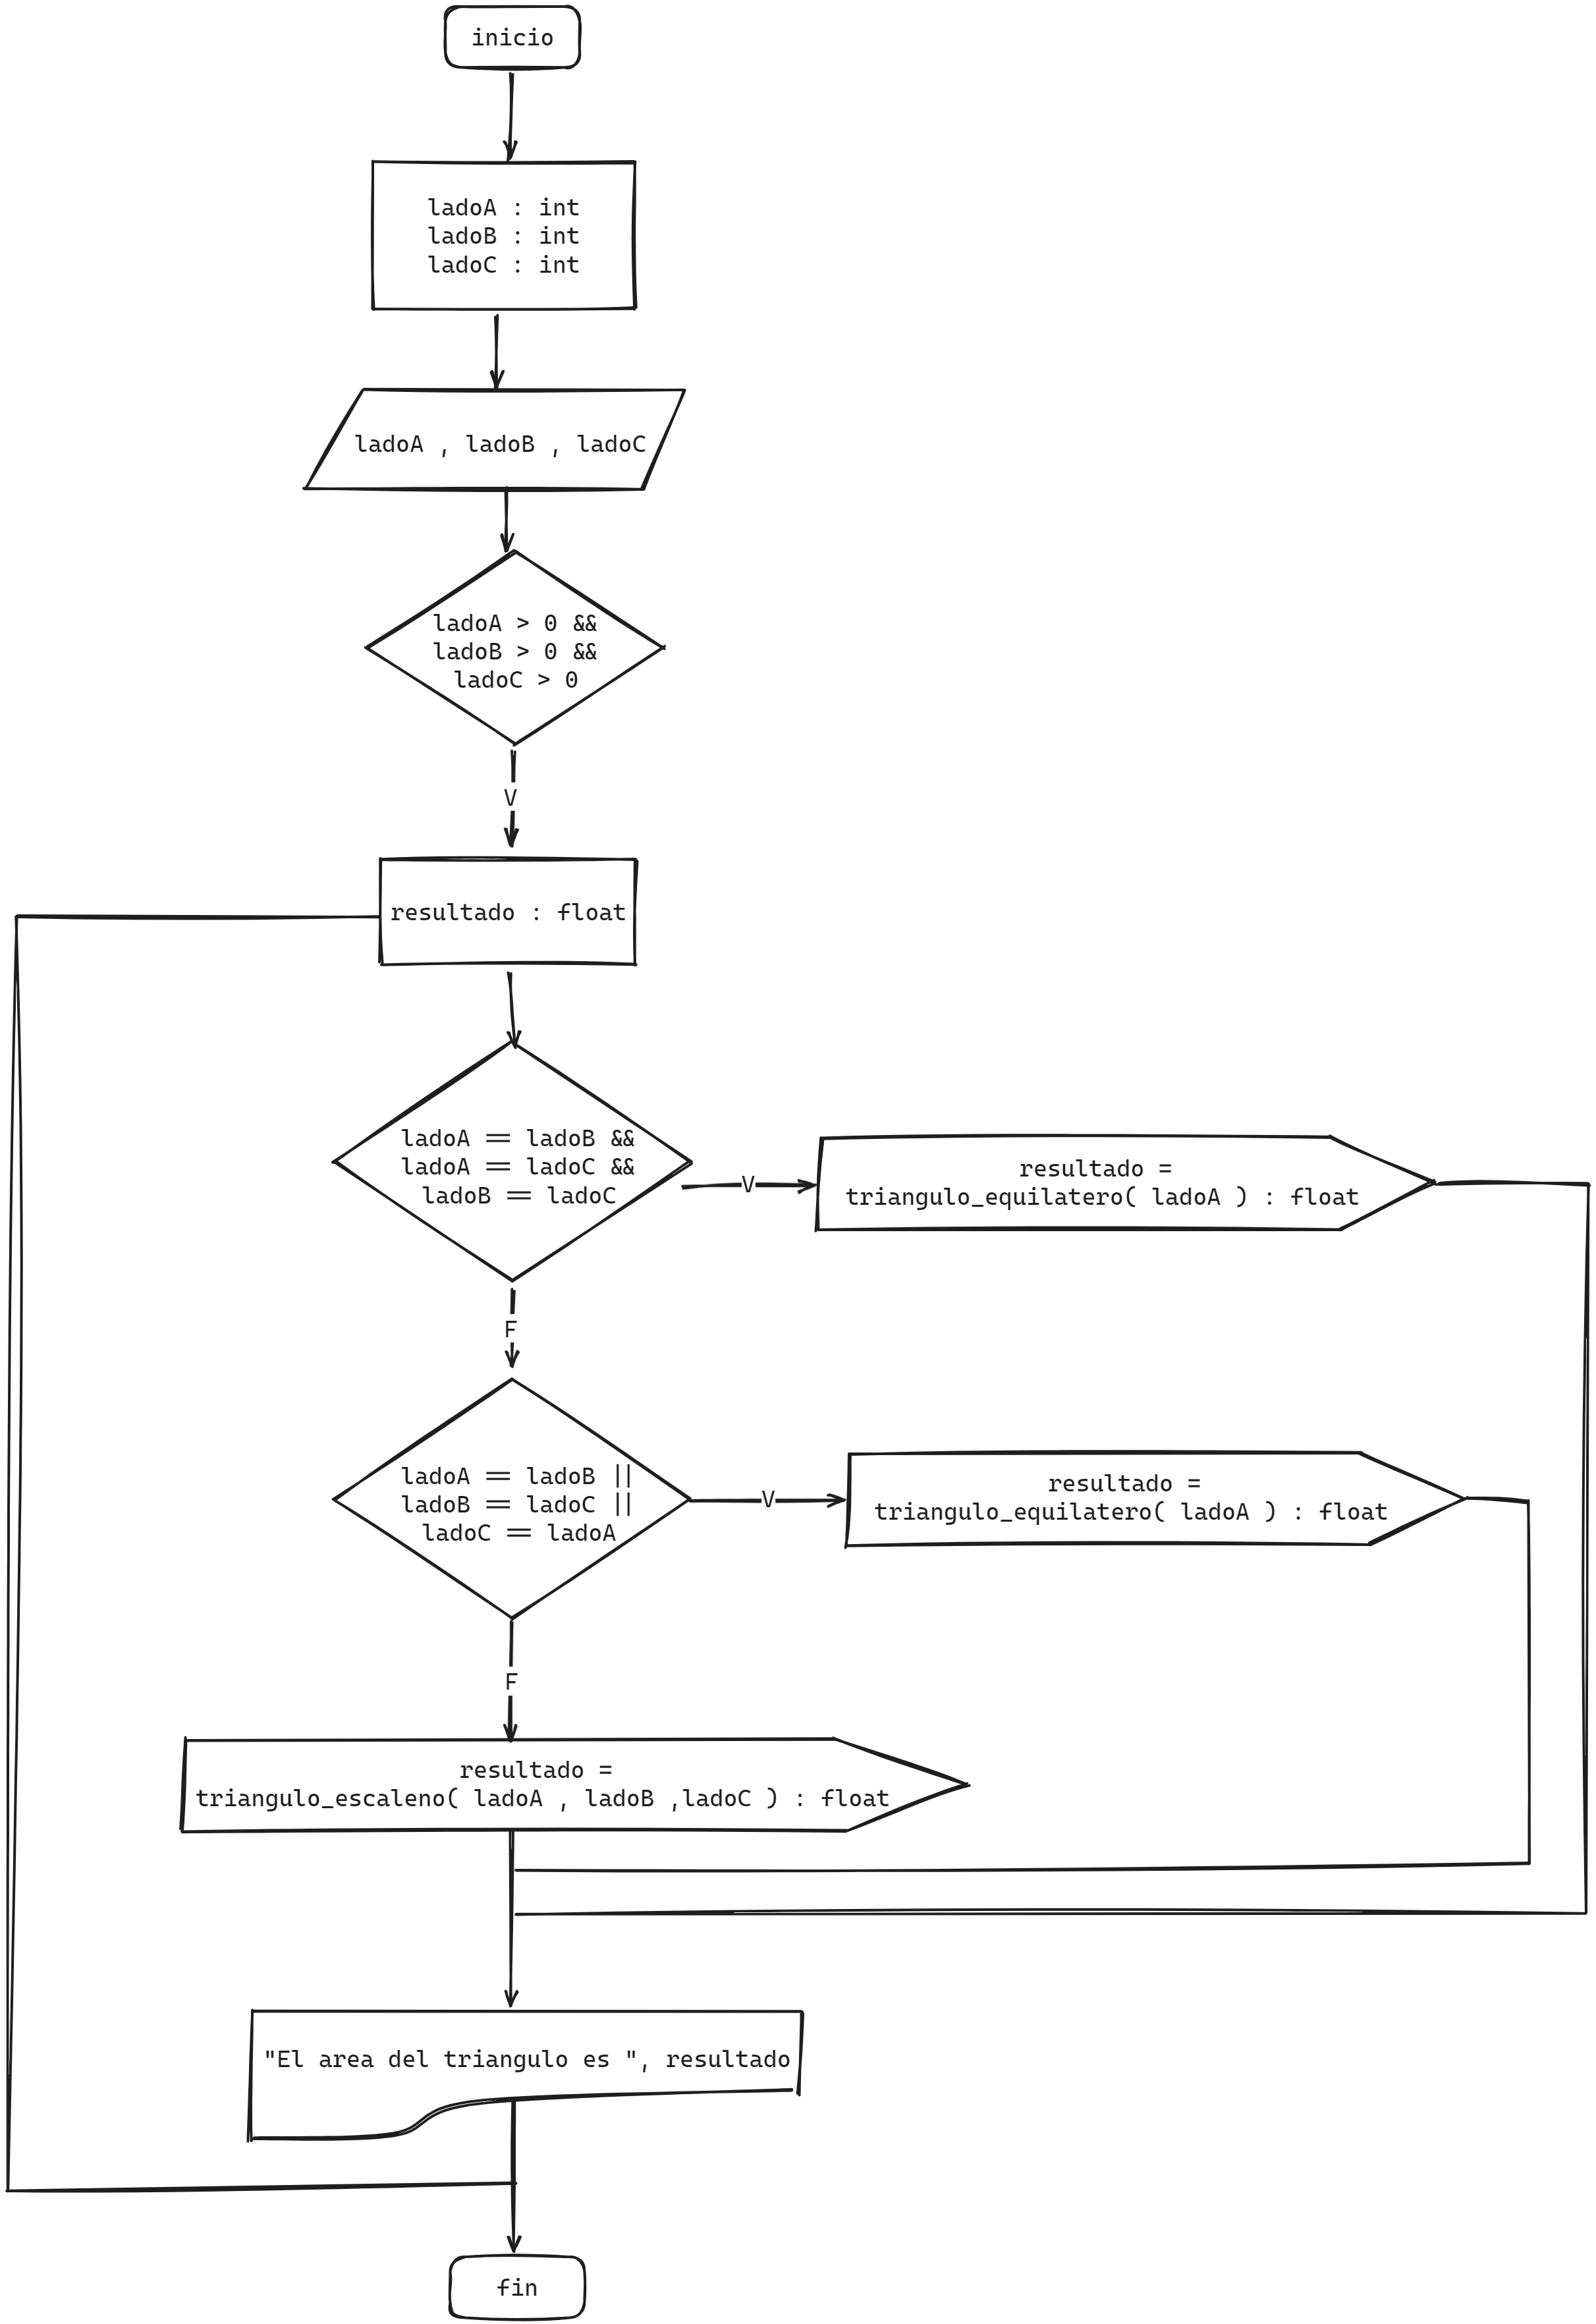 inicio
ladoA : int
ladoB : int
ladoC : int
ladoA , ladoB , ladoC
ladoA > 0 &&
ladoB > 0 &&
ladoC > 0
V
resultado : float
ladoA == ladoB &&
ladoA == ladoC &&
ladoB == ladoC
V
resultado =
triangulo_equilatero( ladoA ) : float
F
ladoA == ladoB ||
ladoB == ladoC ||
ladoC == ladoA
V
resultado =
triangulo_equilatero( ladoA ) : float
F
resultado =
triangulo_escaleno( ladoA , ladoB ,ladoC ) : float
"El area del triangulo es ", resultado
fin